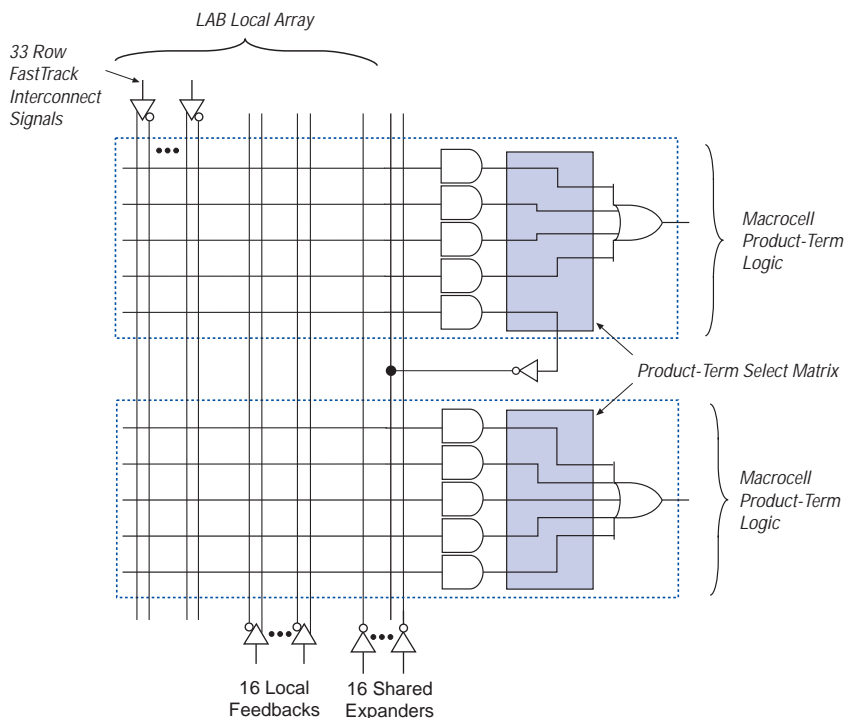 LAB Local Array
33 Row
FastTrack
Interconnect
Signals
Macrocell
Product-Term
Logic
Product-Term Select Matrix
Macrocell
Product-Term
Logic
16 Local
Feedbacks
16 Shared
Expanders